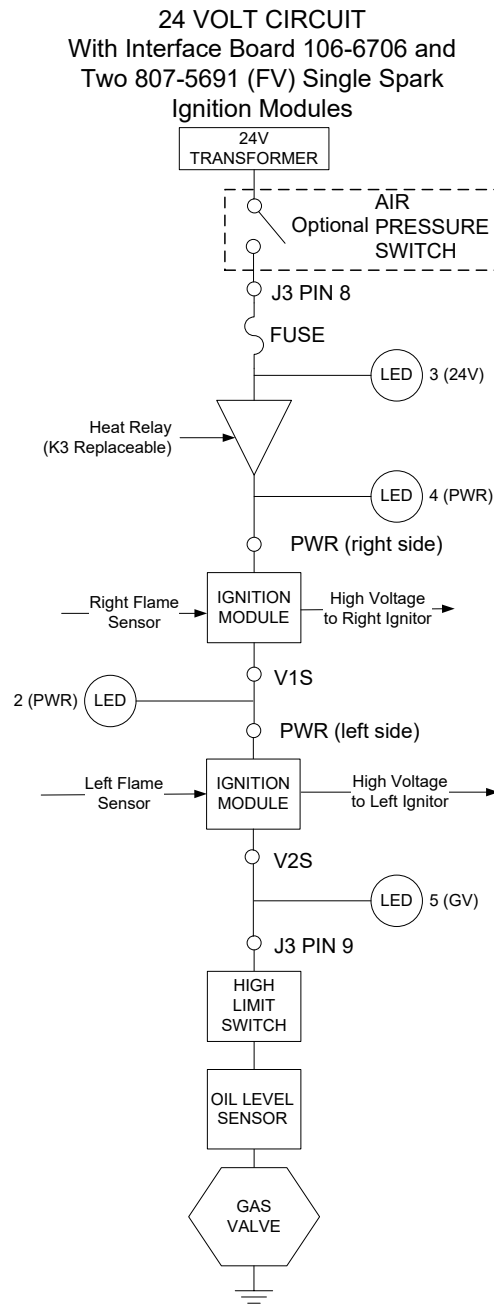 24 VOLT CIRCUIT
With Interface Board 106-6706 and
Two 807-5691 (FV) Single Spark
Ignition Modules
24V
TRANSFORMER
Optional
AIR
PRESSURE
SWITCH
J3 PIN 8
FUSE
LED
3 (24V)
Heat Relay
(K3 Replaceable)
LED
4 (PWR)
PWR (right side)
Right Flame
Sensor
IGNITION
MODULE
High Voltage
to Right Ignitor
V1S
2 (PWR)
LED
PWR (left side)
Left Flame
Sensor
IGNITION
MODULE
High Voltage
to Left Ignitor
V2S
LED
5 (GV)
J3 PIN 9
HIGH
LIMIT
SWITCH
OIL LEVEL
SENSOR
GAS
VALVE